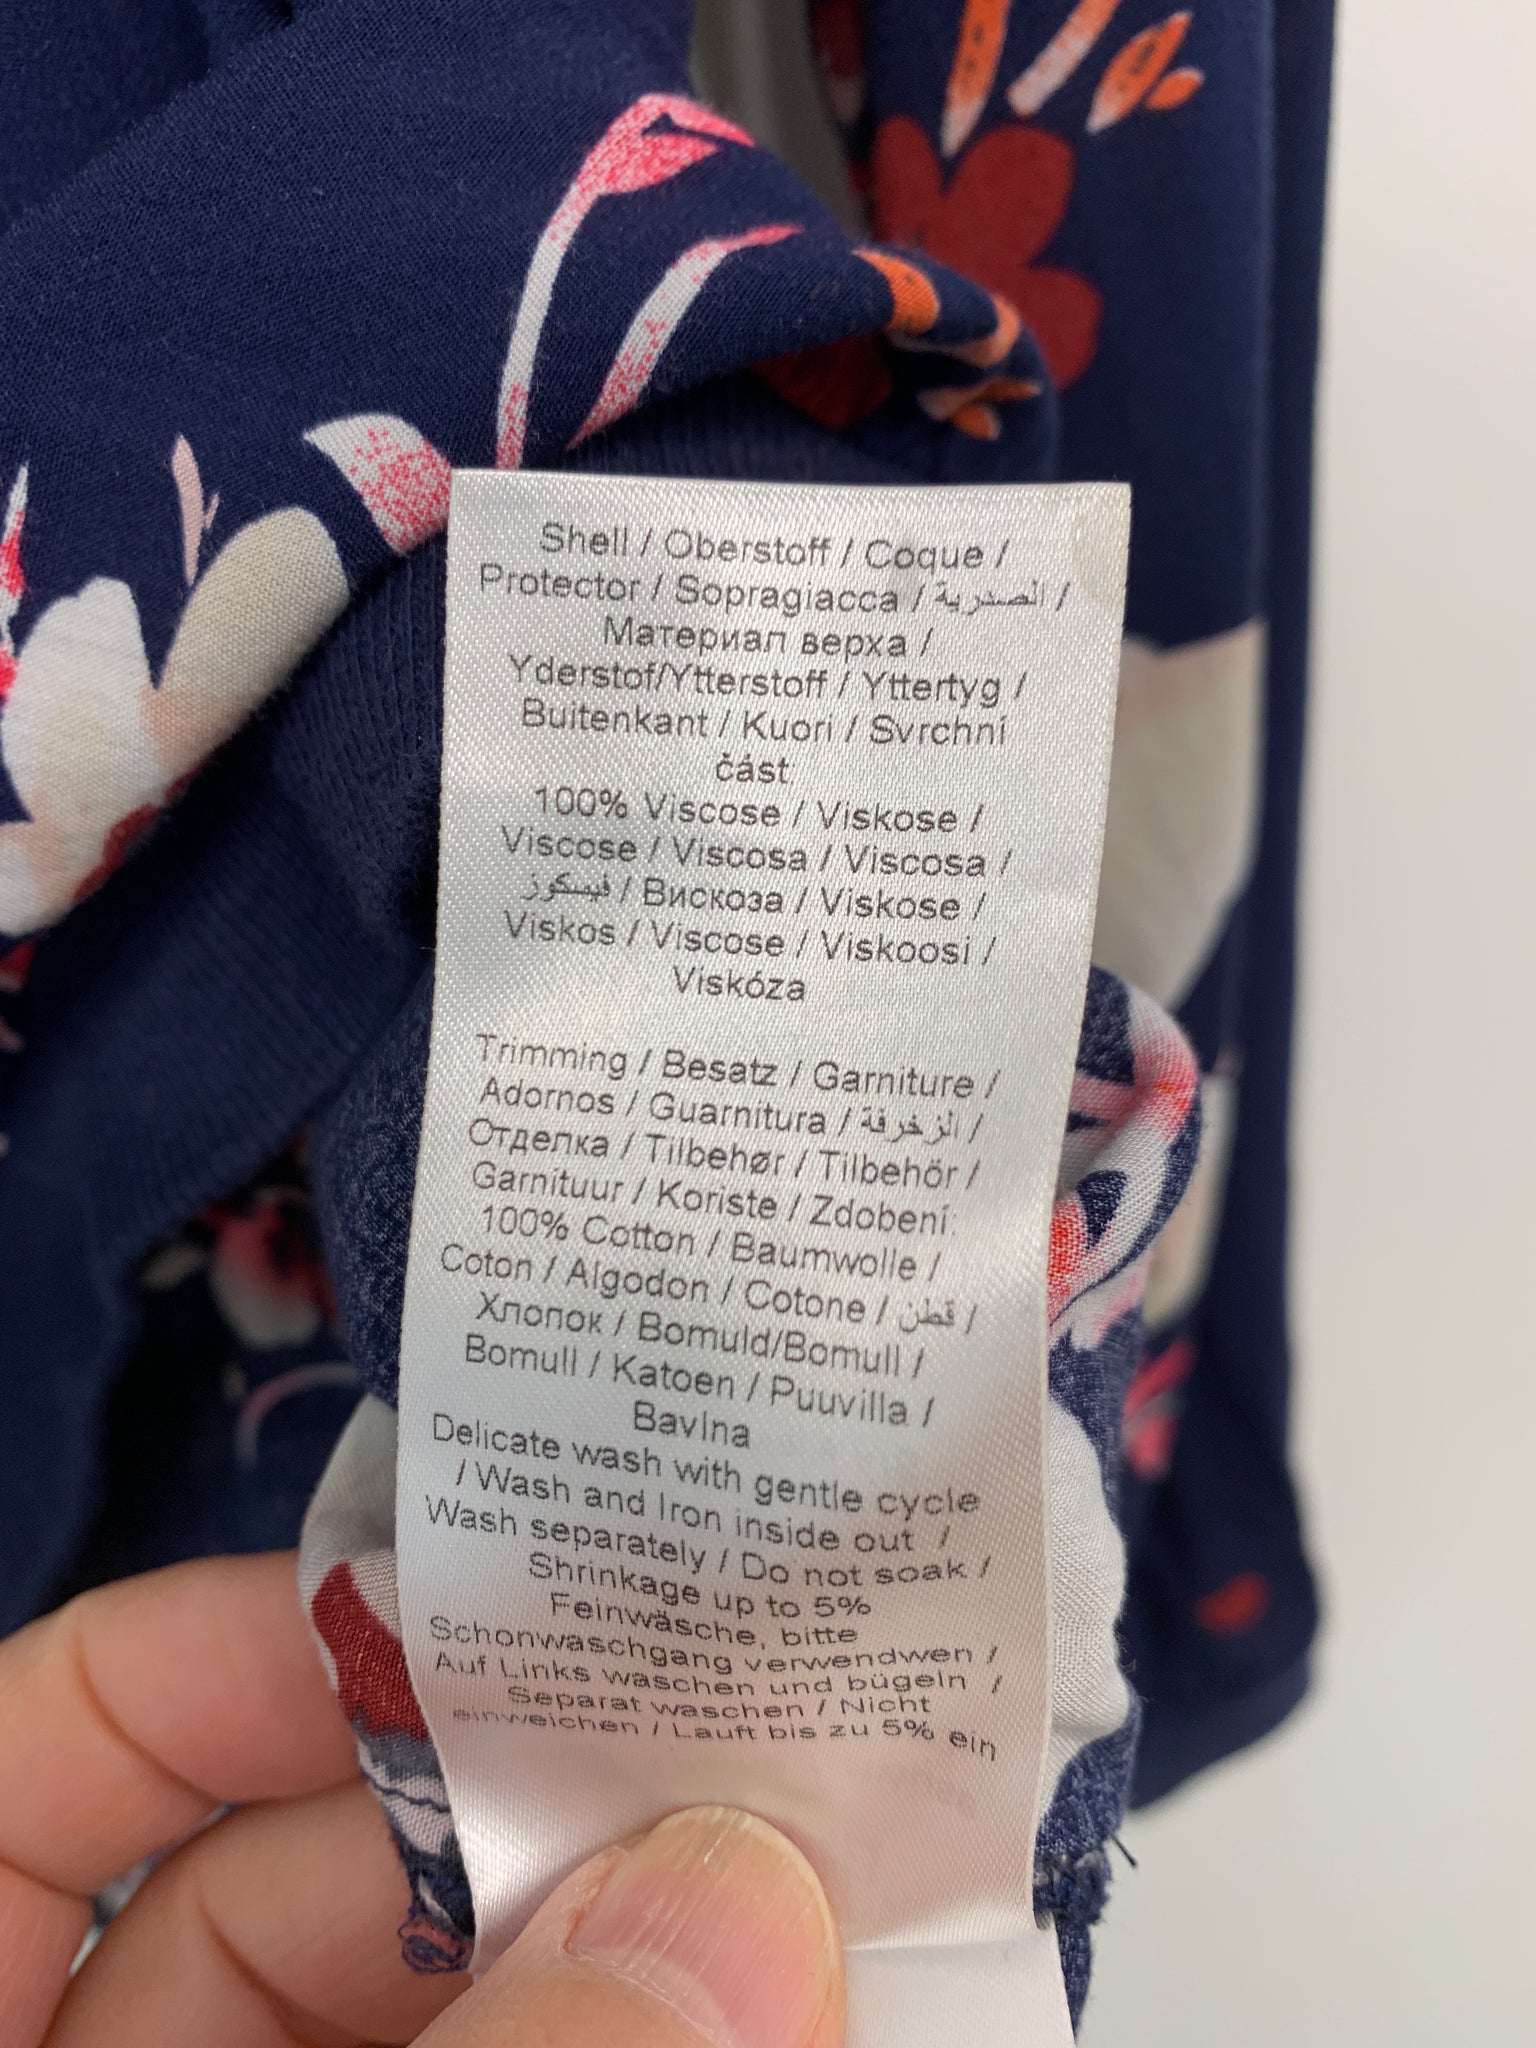 Shell / Oberstoff / Coque /
Protector / Sopragiacca / الصدرية /
Материал верха /
Yderstof/Ytterstoff / Yttertyg /
Buitenkant / Kuori / Svrchní
část:
100% Viscose / Viskose /
Viscose / Viscosa / Viscosa /
فيسكوز / Вискоза / Viskose /
Viskos / Viscose / Viskoosi /
Viskóza
Trimming / Besatz / Garniture /
Adornos / Guarnitura / الزخرفة /
Отделка / Tilbehør / Tilbehör /
Garnituur / Koriste / Zdobení:
100% Cotton / Baumwolle /
Coton / Algodon / Cotone / قطن /
Хлопок / Bomuld/Bomull /
Bomull / Katoen / Puuvilla /
Bavlna
Delicate wash with gentle cycle
/ Wash and Iron inside out /
Wash separately / Do not soak /
Shrinkage up to 5%
Feinwäsche, bitte
Schonwaschgang verwendwen /
Auf Links waschen und bügeln /
Separat waschen / Nicht
einweichen / Lauft bis zu 5% ein